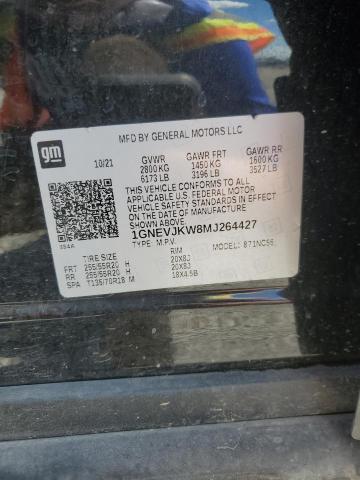 gm
MFD BY GENERAL MOTORS LLC
10/21 GVWR GAWR FRT GAWR RR
2800 KG 1450 KG 1600 KG
6173 LB 3196 LB 3527 LB
THIS VEHICLE CONFORMS TO ALL
APPLICABLE U.S. FEDERAL MOTOR
VEHICLE SAFETY STANDARDS IN
EFFECT ON THE DATE OF
MANUFACTURE SHOWN ABOVE.
1GNEVJKW8MJ264427
TYPE: M.P.V. MODEL: 871NC56
TIRE SIZE RIM
FRT 255/55R20 H 20X8J
RR 255/55R20 H 20X8J
SPA T135/70R18 M 18X4.5B